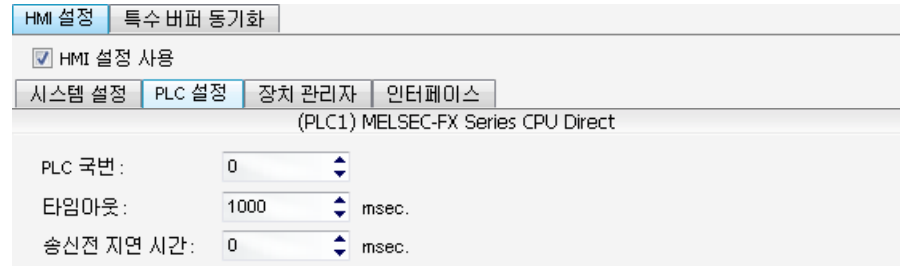 HMI 설정 특수 버퍼 동기화
HMI 설정 사용
시스템 설정 PLC 설정 장치 관리자 인터페이스
(PLC1) MELSEC-FX Series CPU Direct
PLC 국번 : 0
타임아웃 : 1000 msec.
송신전 지연 시간 : 0 msec.